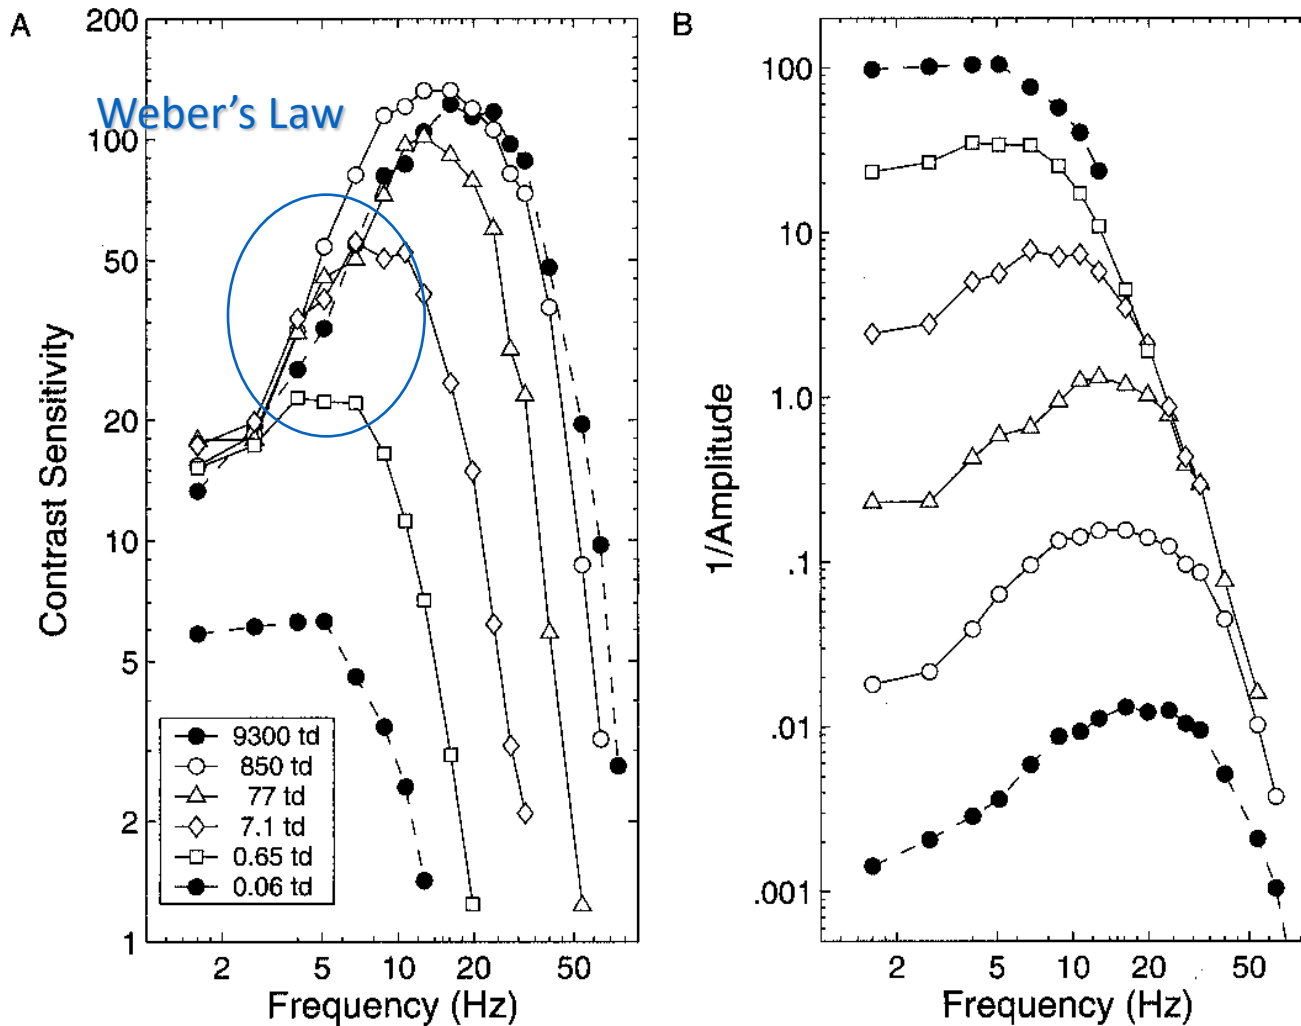 A
200
100
50
20
10
5
2
1
Contrast Sensitivity
Weber's Law
9300 td
850 td
77 td
7.1 td
0.65 td
0.06 td
2 5 10 20 50
Frequency (Hz)
B
100
10
1.0
.1
.01
.001
1/Amplitude
2 5 10 20 50
Frequency (Hz)